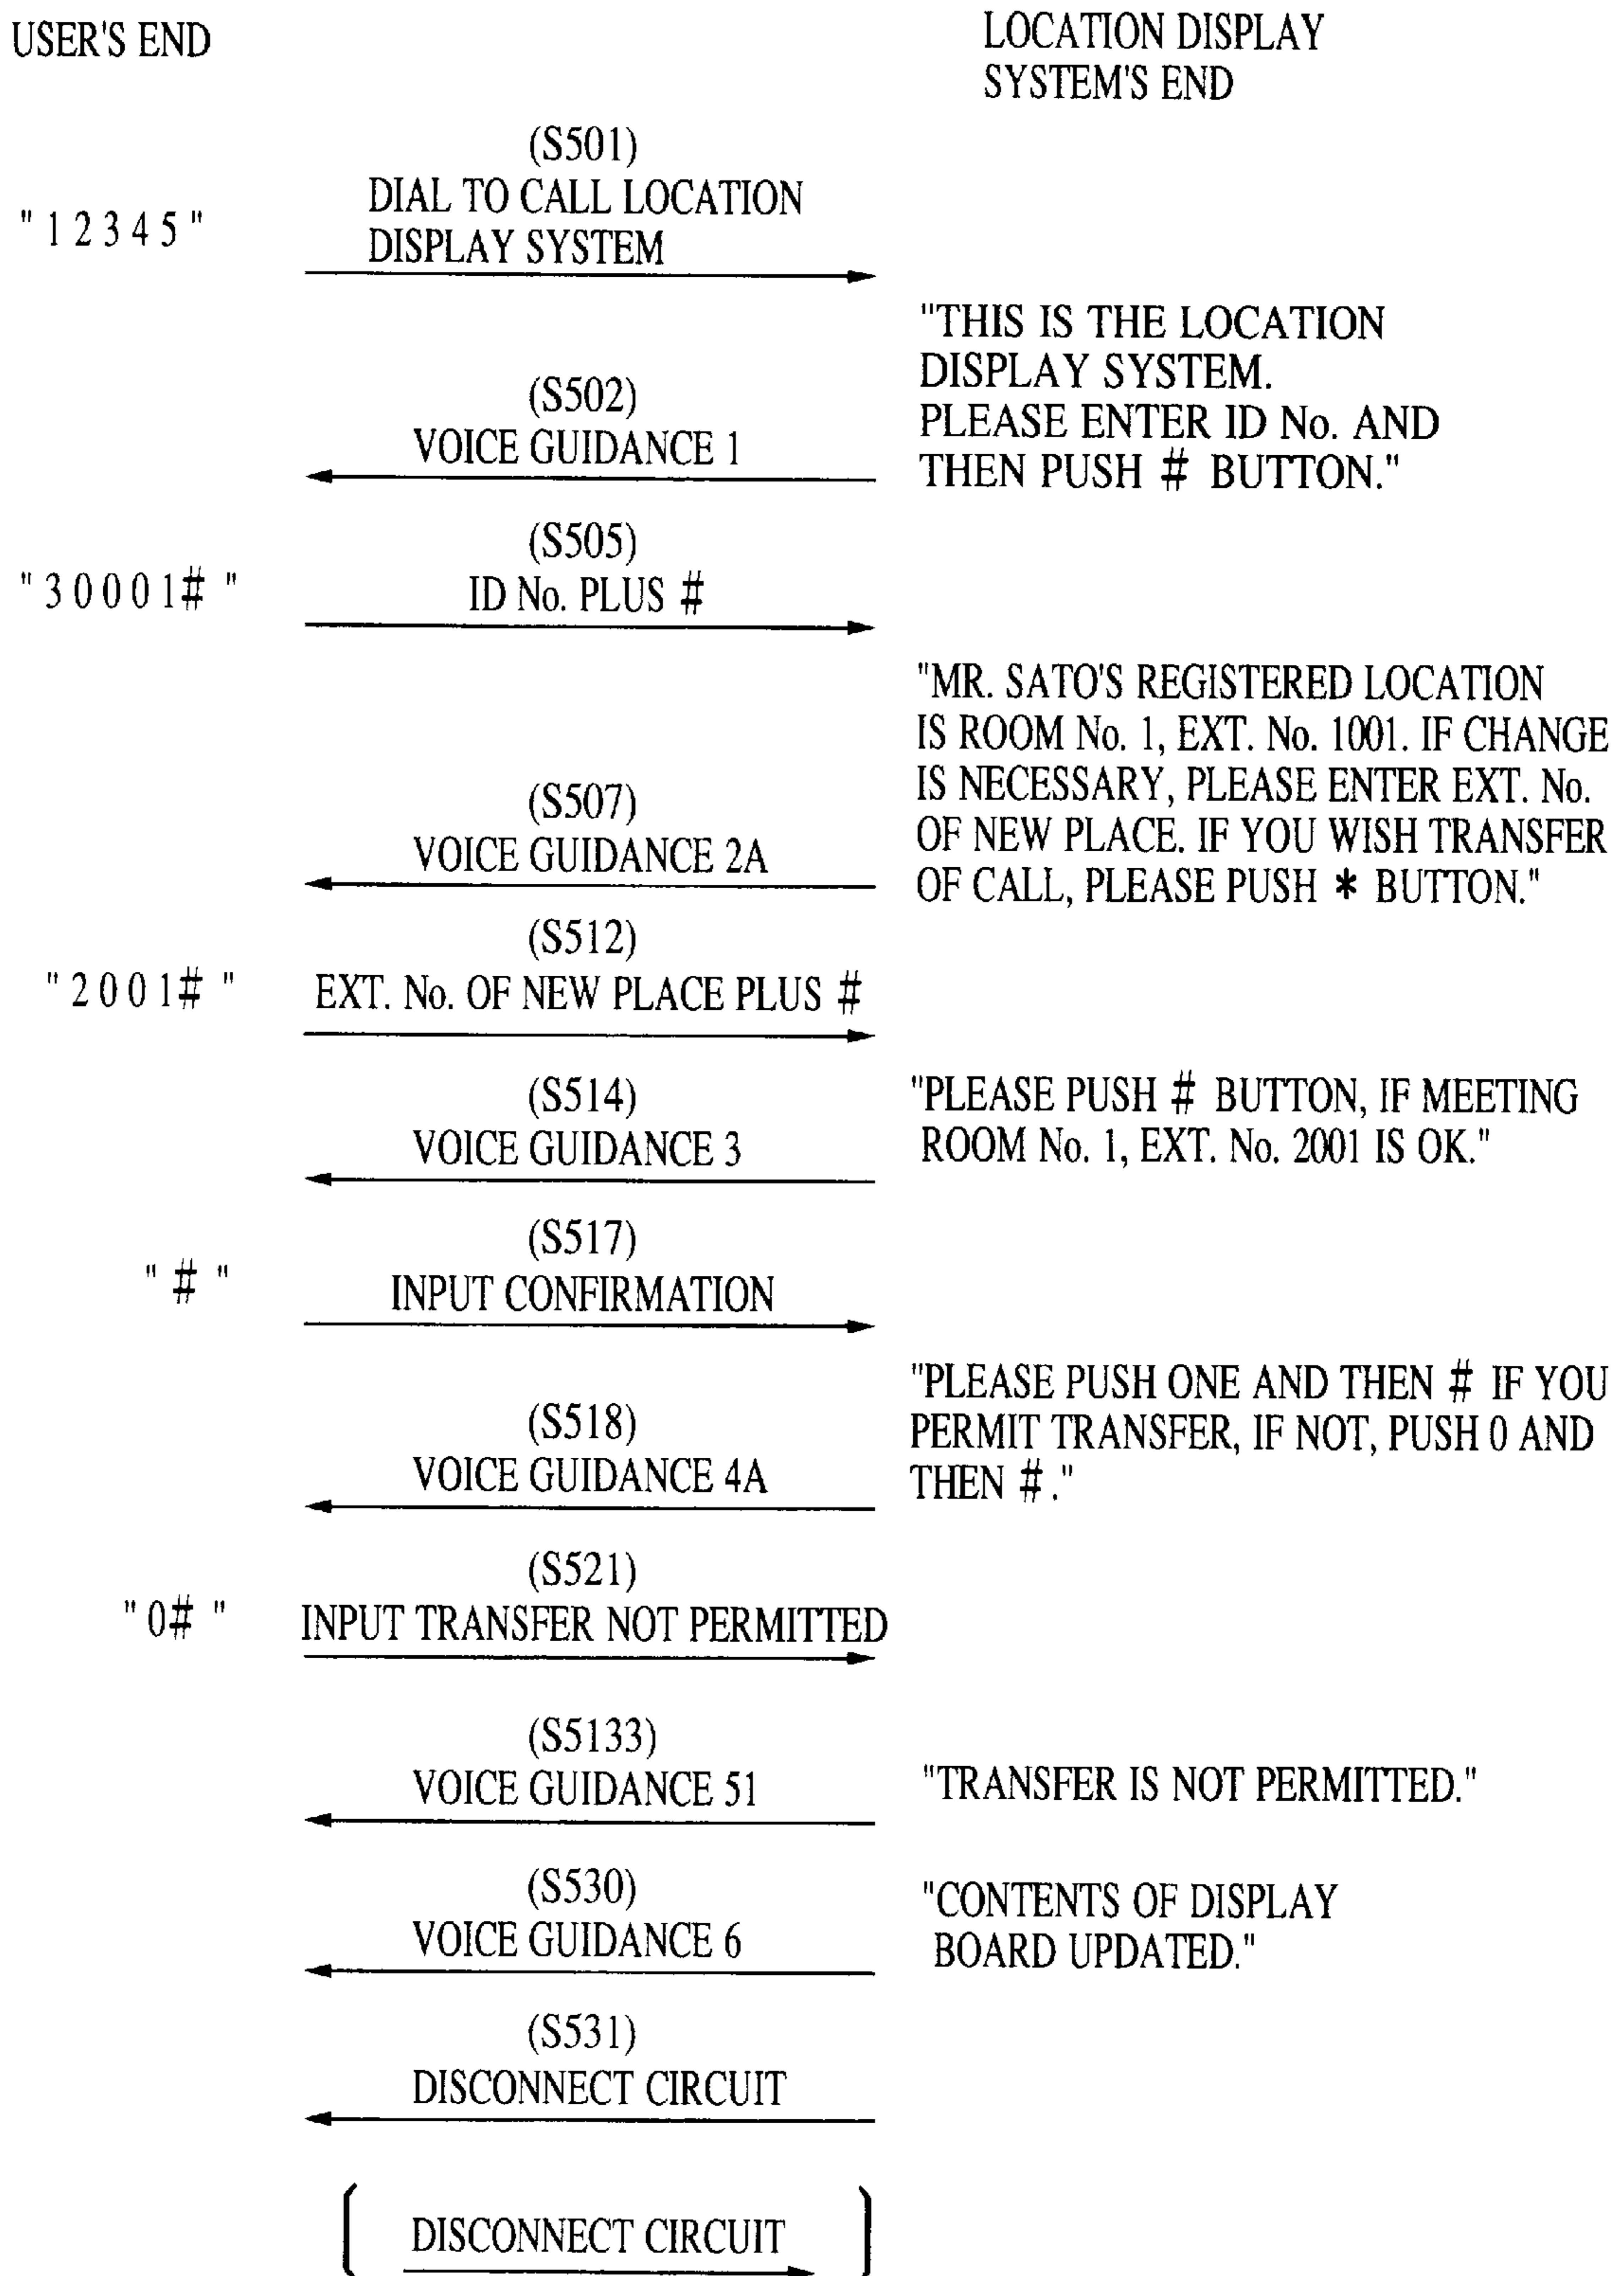 USER'S END
LOCATION DISPLAY
SYSTEM'S END
(S501)
"12345"
DIAL TO CALL LOCATION
DISPLAY SYSTEM
"THIS IS THE LOCATION
DISPLAY SYSTEM.
PLEASE ENTER ID No. AND
THEN PUSH # BUTTON."
(S502)
VOICE GUIDANCE 1
(S505)
"30001# "
ID No. PLUS #
"MR. SATO'S REGISTERED LOCATION
IS ROOM No. 1, EXT. No. 1001. IF CHANGE
IS NECESSARY, PLEASE ENTER EXT. No.
OF NEW PLACE. IF YOU WISH TRANSFER
OF CALL, PLEASE PUSH * BUTTON."
(S507)
VOICE GUIDANCE 2A
(S512)
"2001# "
EXT. No. OF NEW PLACE PLUS #
(S514)
VOICE GUIDANCE 3
"PLEASE PUSH # BUTTON, IF MEETING
ROOM No. 1, EXT. No. 2001 IS OK."
(S517)
" # "
INPUT CONFIRMATION
"PLEASE PUSH ONE AND THEN # IF YOU
PERMIT TRANSFER, IF NOT, PUSH 0 AND
THEN # ."
(S518)
VOICE GUIDANCE 4A
(S521)
"0# "
INPUT TRANSFER NOT PERMITTED
(S5133)
VOICE GUIDANCE 51
"TRANSFER IS NOT PERMITTED."
(S530)
VOICE GUIDANCE 6
"CONTENTS OF DISPLAY
BOARD UPDATED."
(S531)
DISCONNECT CIRCUIT
DISCONNECT CIRCUIT